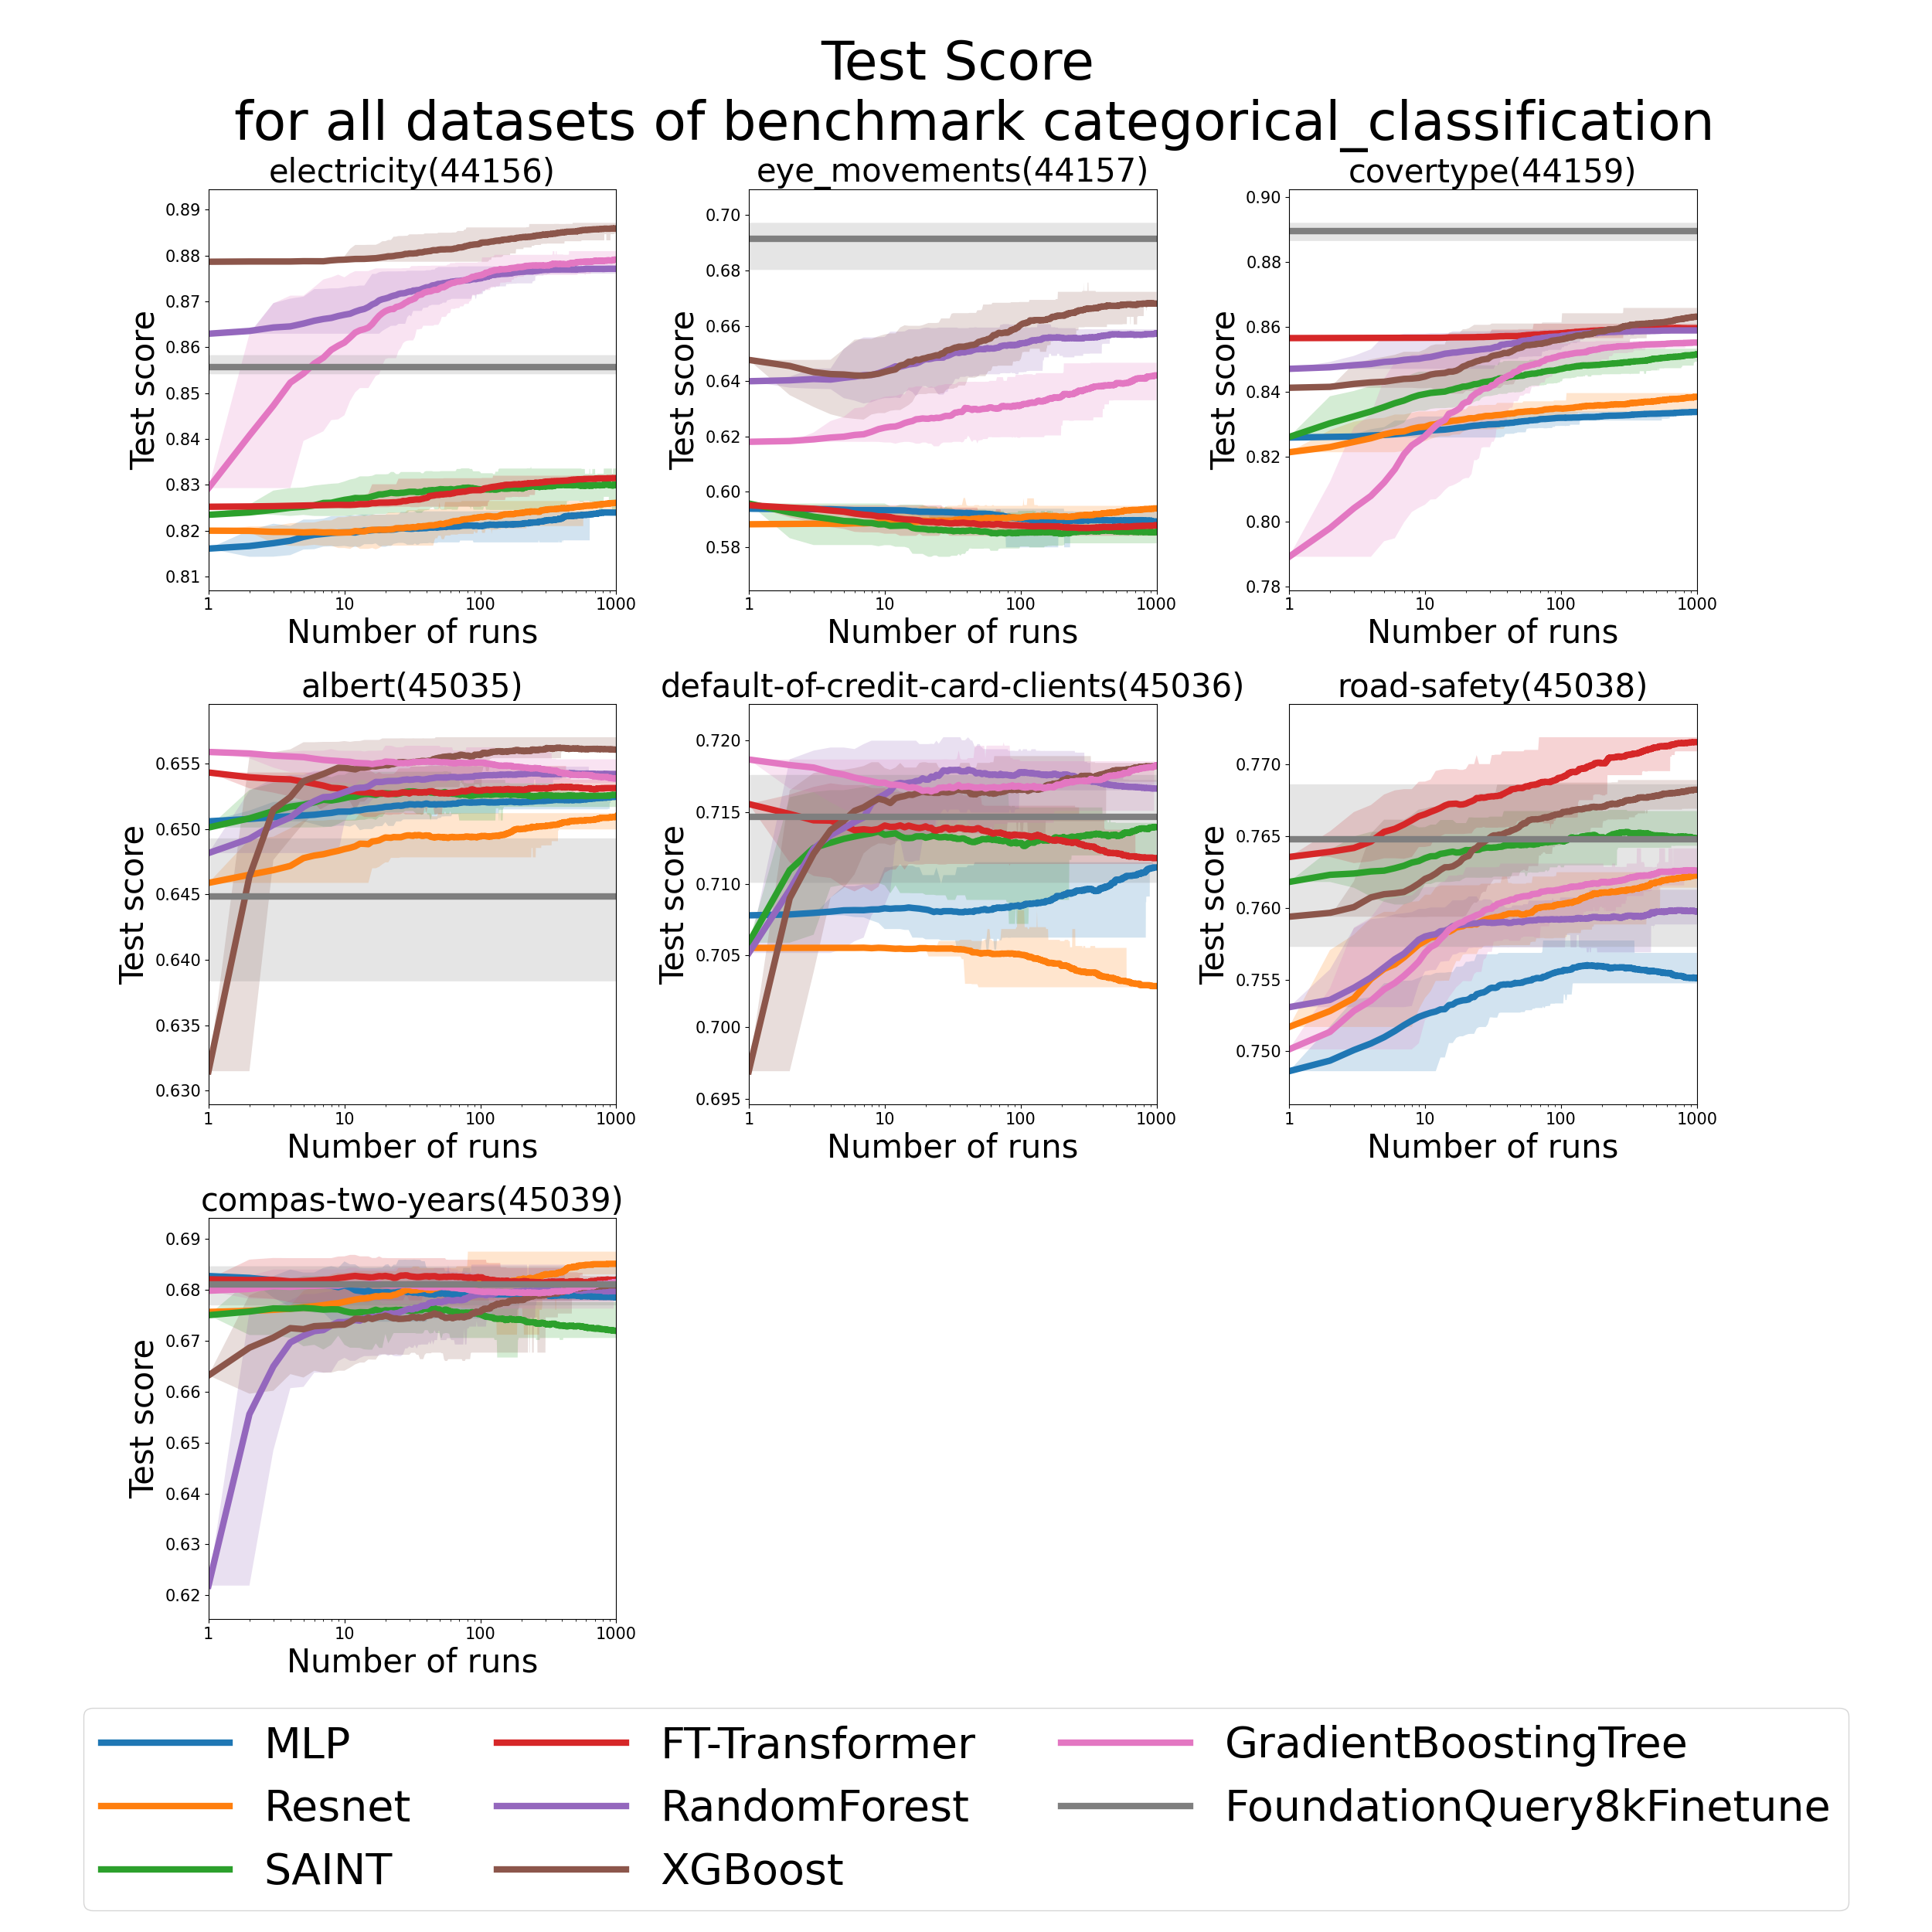 Test Score
for all datasets of benchmark categorical_classification
electricity(44156)
eye_movements(44157)
covertype(44159)
0.89
0.88
0.87
0.86
0.85
0.84
0.83
0.82
0.81
Test score
1
10
100
1000
Number of runs
0.70
0.68
0.66
0.64
0.62
0.60
0.58
Test score
1
10
100
1000
Number of runs
0.90
0.88
0.86
0.84
0.82
0.80
0.78
Test score
1
10
100
1000
Number of runs
albert(45035)
default-of-credit-card-clients(45036)
road-safety(45038)
0.655
0.650
0.645
0.640
0.635
0.630
Test score
1
10
100
1000
Number of runs
0.720
0.715
0.710
0.705
0.700
0.695
Test score
1
10
100
1000
Number of runs
0.770
0.765
0.760
0.755
0.750
Test score
1
10
100
1000
Number of runs
compas-two-years(45039)
0.69
0.68
0.67
0.66
0.65
0.64
0.63
0.62
Test score
1
10
100
1000
Number of runs
MLP
Resnet
SAINT
FT-Transformer
RandomForest
XGBoost
GradientBoostingTree
FoundationQuery8kFinetune